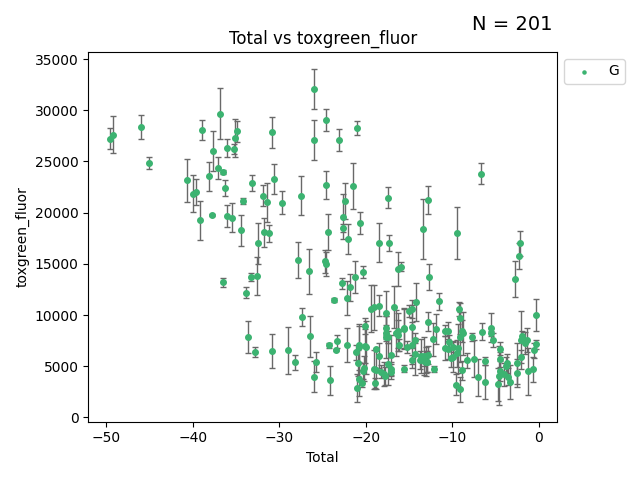 N = 201
Total vs toxgreen_fluor
G
35000
30000
25000
20000
15000
10000
5000
0
toxgreen_fluor
−50 −40 −30 −20 −10 0
Total